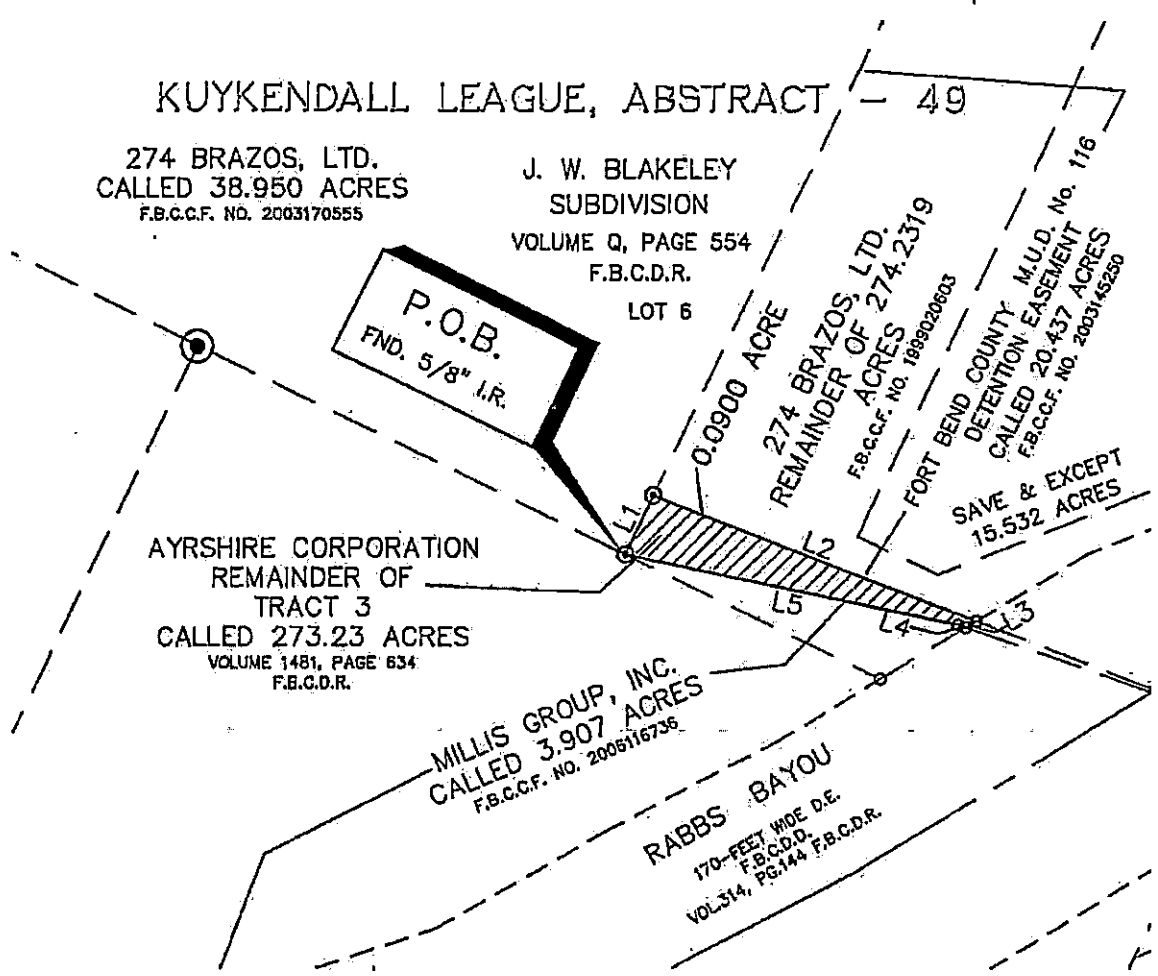 KUYKENDALL LEAGUE, ABSTRACT - 49
274 BRAZOS, LTD.
CALLED 38.950 ACRES
F.B.C.C.F. NO. 2003170555
J. W. BLAKELEY
SUBDIVISION
VOLUME Q, PAGE 554
F.B.C.D.R.
LOT 6
P.O.B.
FND. 5/8" I.R.
0.0900 ACRE
274 BRAZOS, LTD.
REMAINDER OF 274.2319
ACRES
F.B.C.C.F. NO. 1999020603
FORT BEND COUNTY M.U.D. No. 116
DETENTION EASEMENT
CALLED 20.437 ACRES
F.B.C.C.F. NO. 2003145250
SAVE & EXCEPT
15.532 ACRES
L1
L2
L3
L4
L5
AYRSHIRE CORPORATION
REMAINDER OF
TRACT 3
CALLED 273.23 ACRES
VOLUME 1481, PAGE 634
F.B.C.D.R.
MILLIS GROUP, INC.
CALLED 3.907 ACRES
F.B.C.C.F. NO. 2006116736
RABBS BAYOU
170-FEET WIDE D.E.
F.B.C.D.D.
VOL.314, PG.144 F.B.C.D.R.